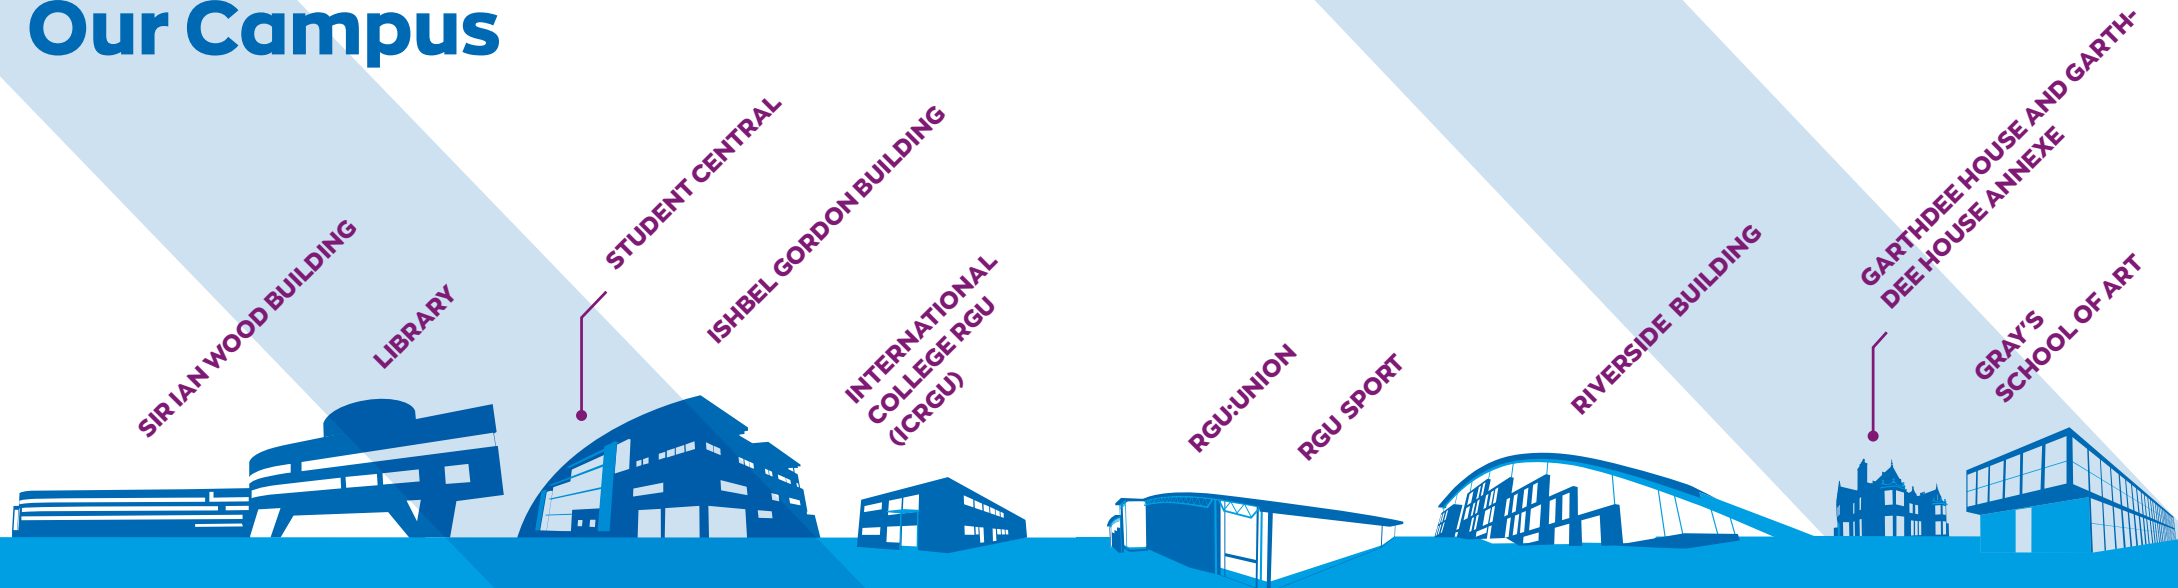 Our Campus
SIR IAN WOOD BUILDING
LIBRARY
STUDENT CENTRAL
ISHBEL GORDON BUILDING
INTERNATIONAL
COLLEGE RGU
(ICRGU)
RGU:UNION
RGU SPORT
RIVERSIDE BUILDING
GARTHDEE HOUSE AND GARTH-
DEE HOUSE ANNEXE
GRAY'S
SCHOOL OF ART